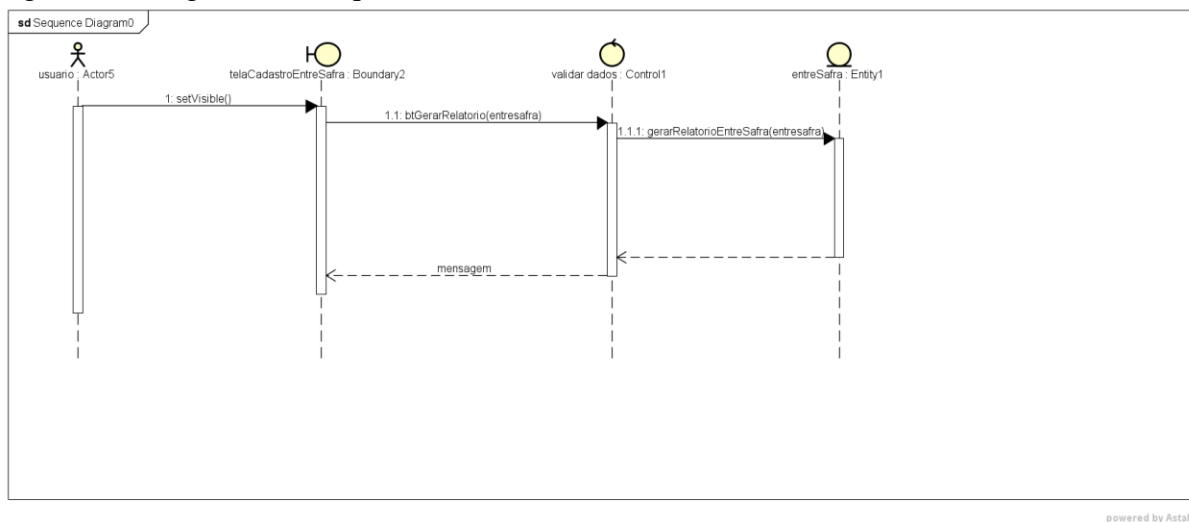 sd Sequence Diagram0
usuario : Actor5
telaCadastroEntreSafra : Boundary2
validar dados : Control1
entreSafra : Entity1
1: setVisible()
1.1: btGerarRelatorio(entresafra)
1.1.1: gerarRelatorioEntreSafra(entresafra)
mensagem
powered by Asta